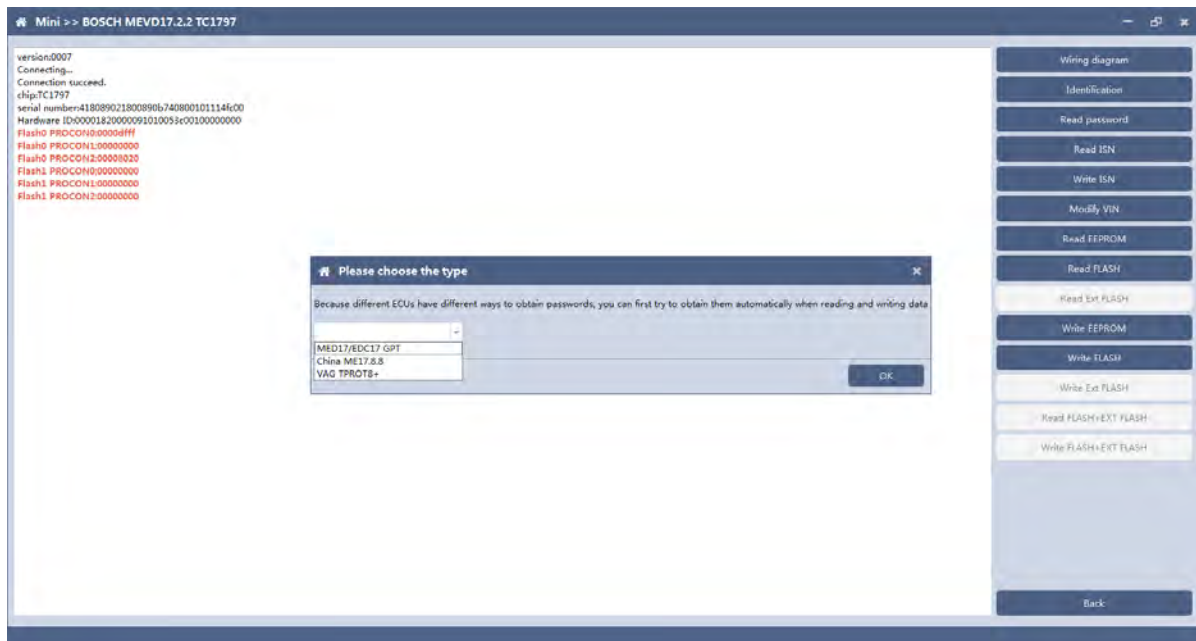 Mini >> BOSCH MEVD17.2.2 TC1797
version:0007
Connecting...
Connection succeed.
chip:TC1797
serial number:418089021800890b740800101114fc00
Hardware ID:00001820000091010053c00100000000
Flash0 PROCON0:0000dfff
Flash0 PROCON1:00000000
Flash0 PROCON2:00008020
Flash1 PROCON0:00000000
Flash1 PROCON1:00000000
Flash1 PROCON2:00000000
Please choose the type
Because different ECUs have different ways to obtain passwords, you can first try to obtain them automatically when reading and writing data
MED17/EDC17 GPT
China ME17.8.8
VAG TPROT8+
OK
Wiring diagram
Identification
Read password
Read ISN
Write ISN
Modify VIN
Read EEPROM
Read FLASH
Read Ext FLASH
Write EEPROM
Write FLASH
Write Ext FLASH
Read FLASH+EXT FLASH
Write FLASH+EXT FLASH
Back